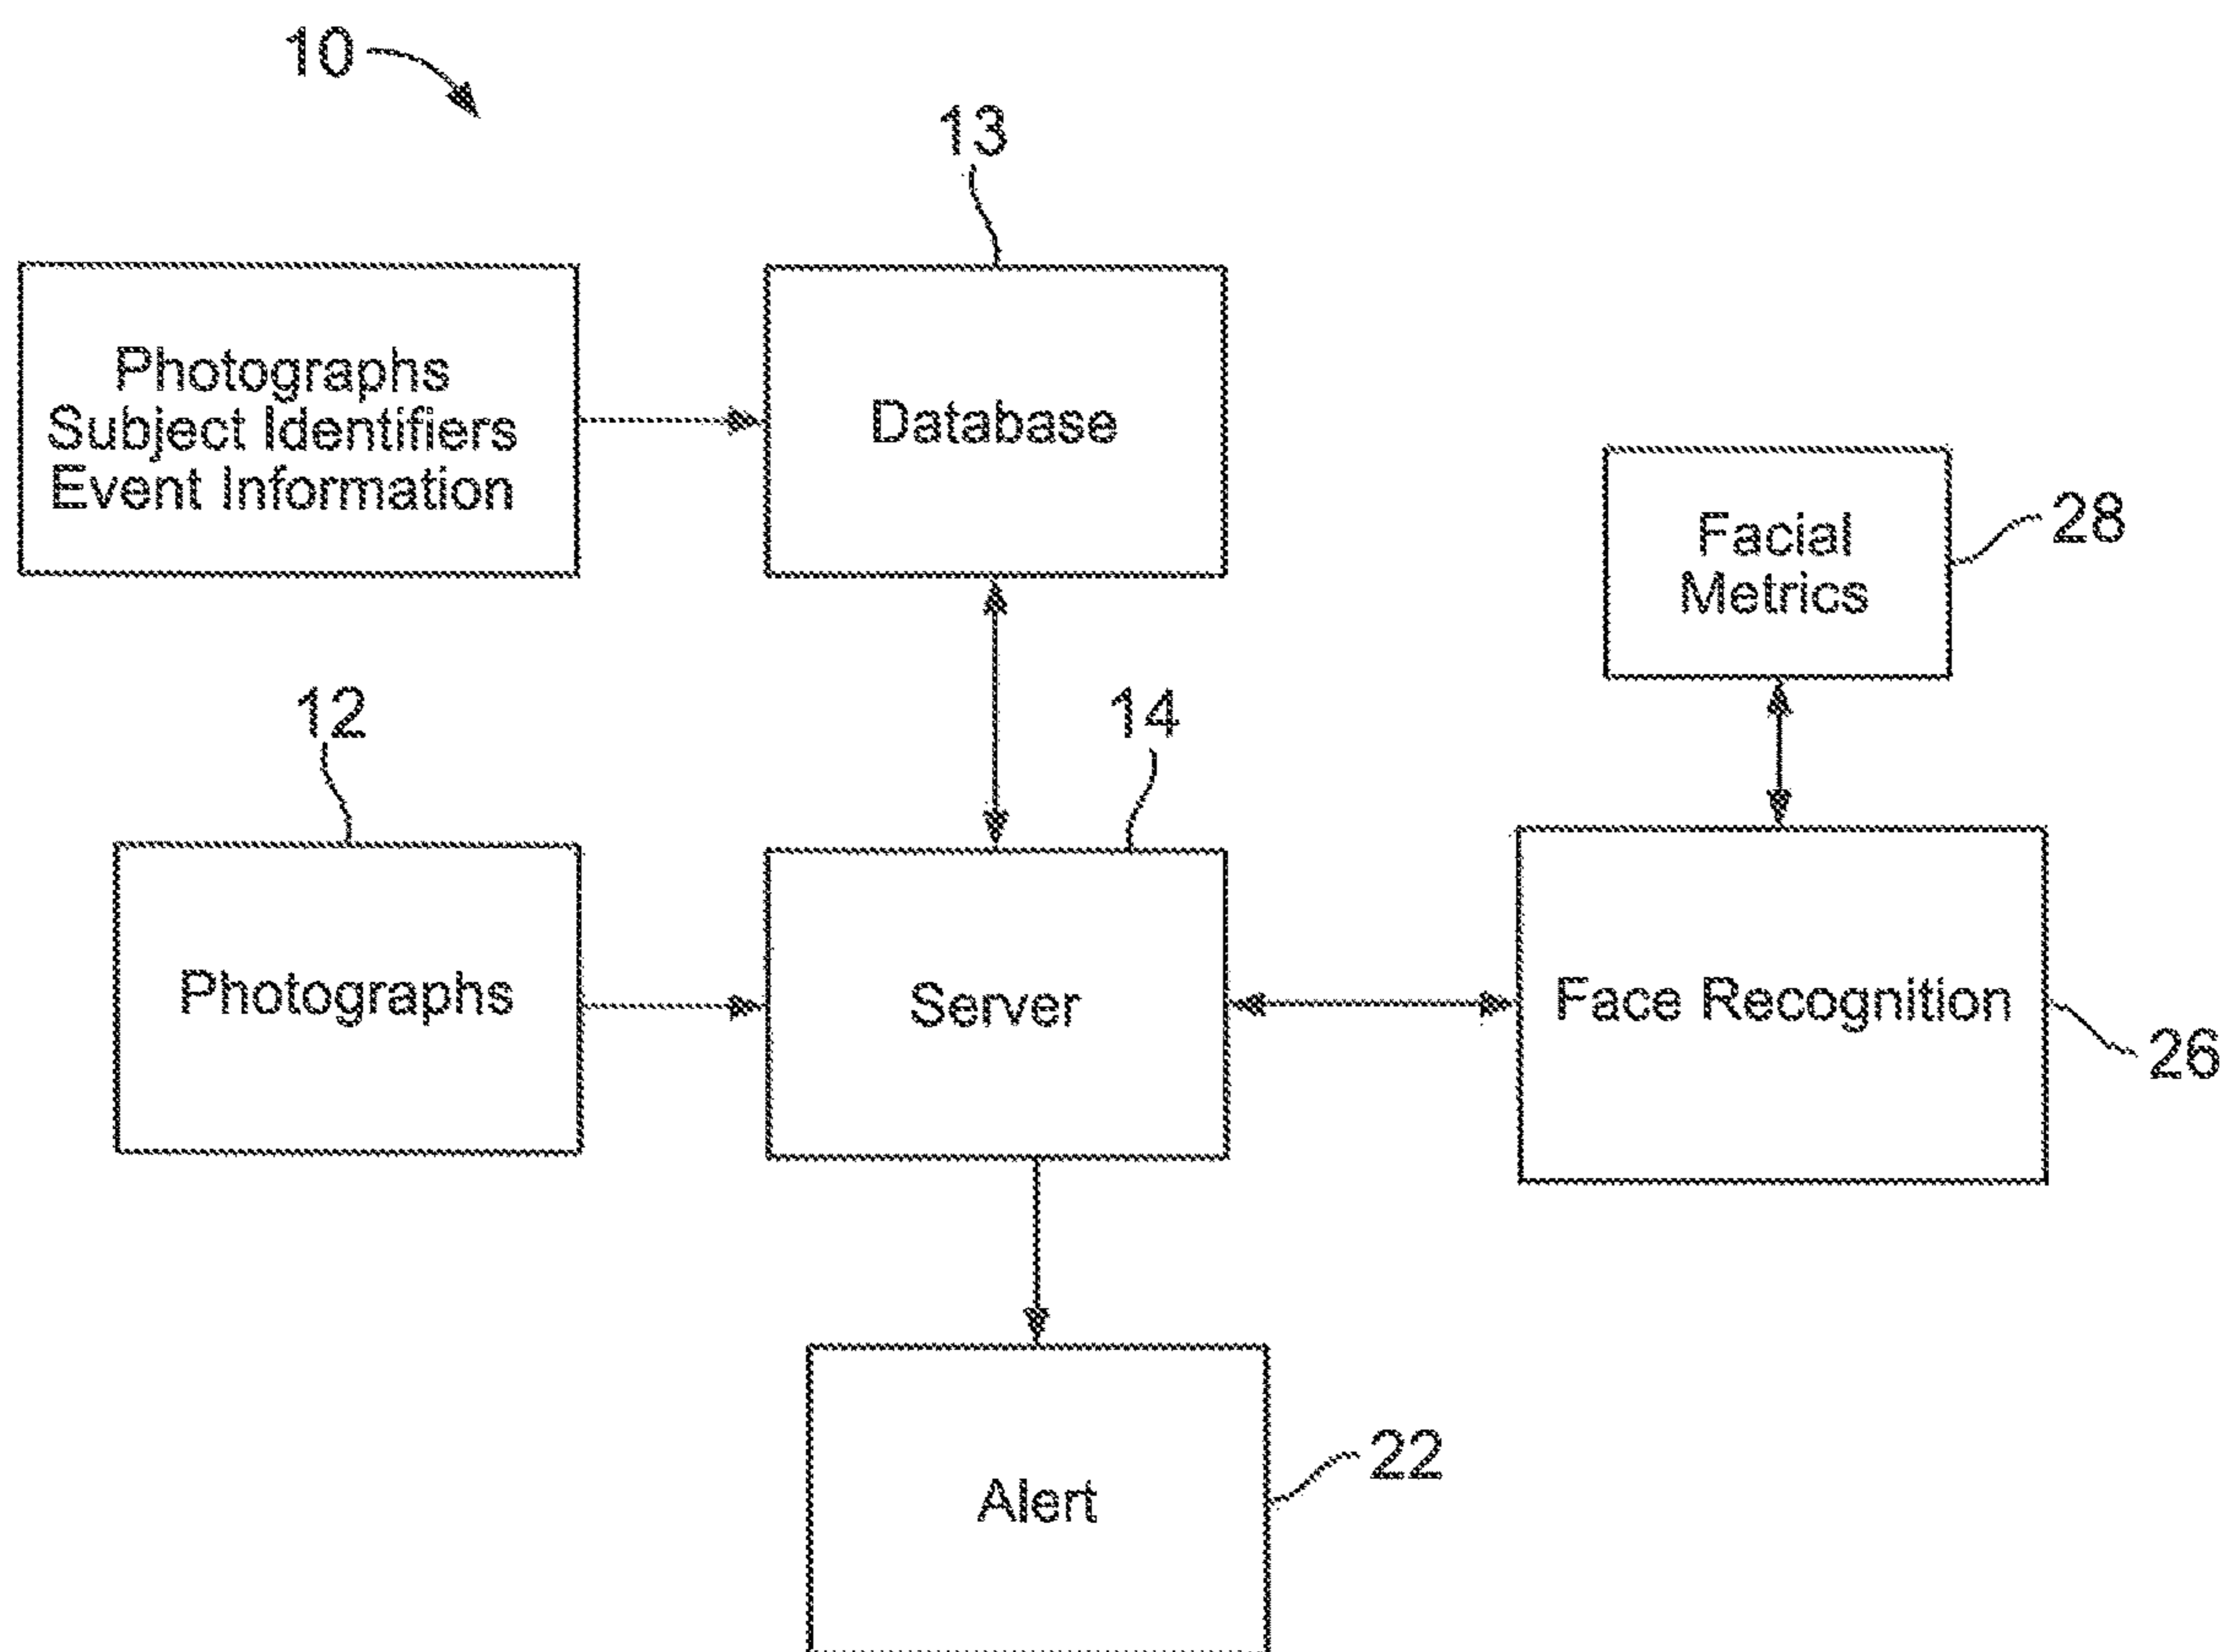 10
13
Photographs
Subject Identifiers
Event Information
Database
Facial
Metrics
28
12
14
Photographs
Server
Face Recognition
26
Alert
22